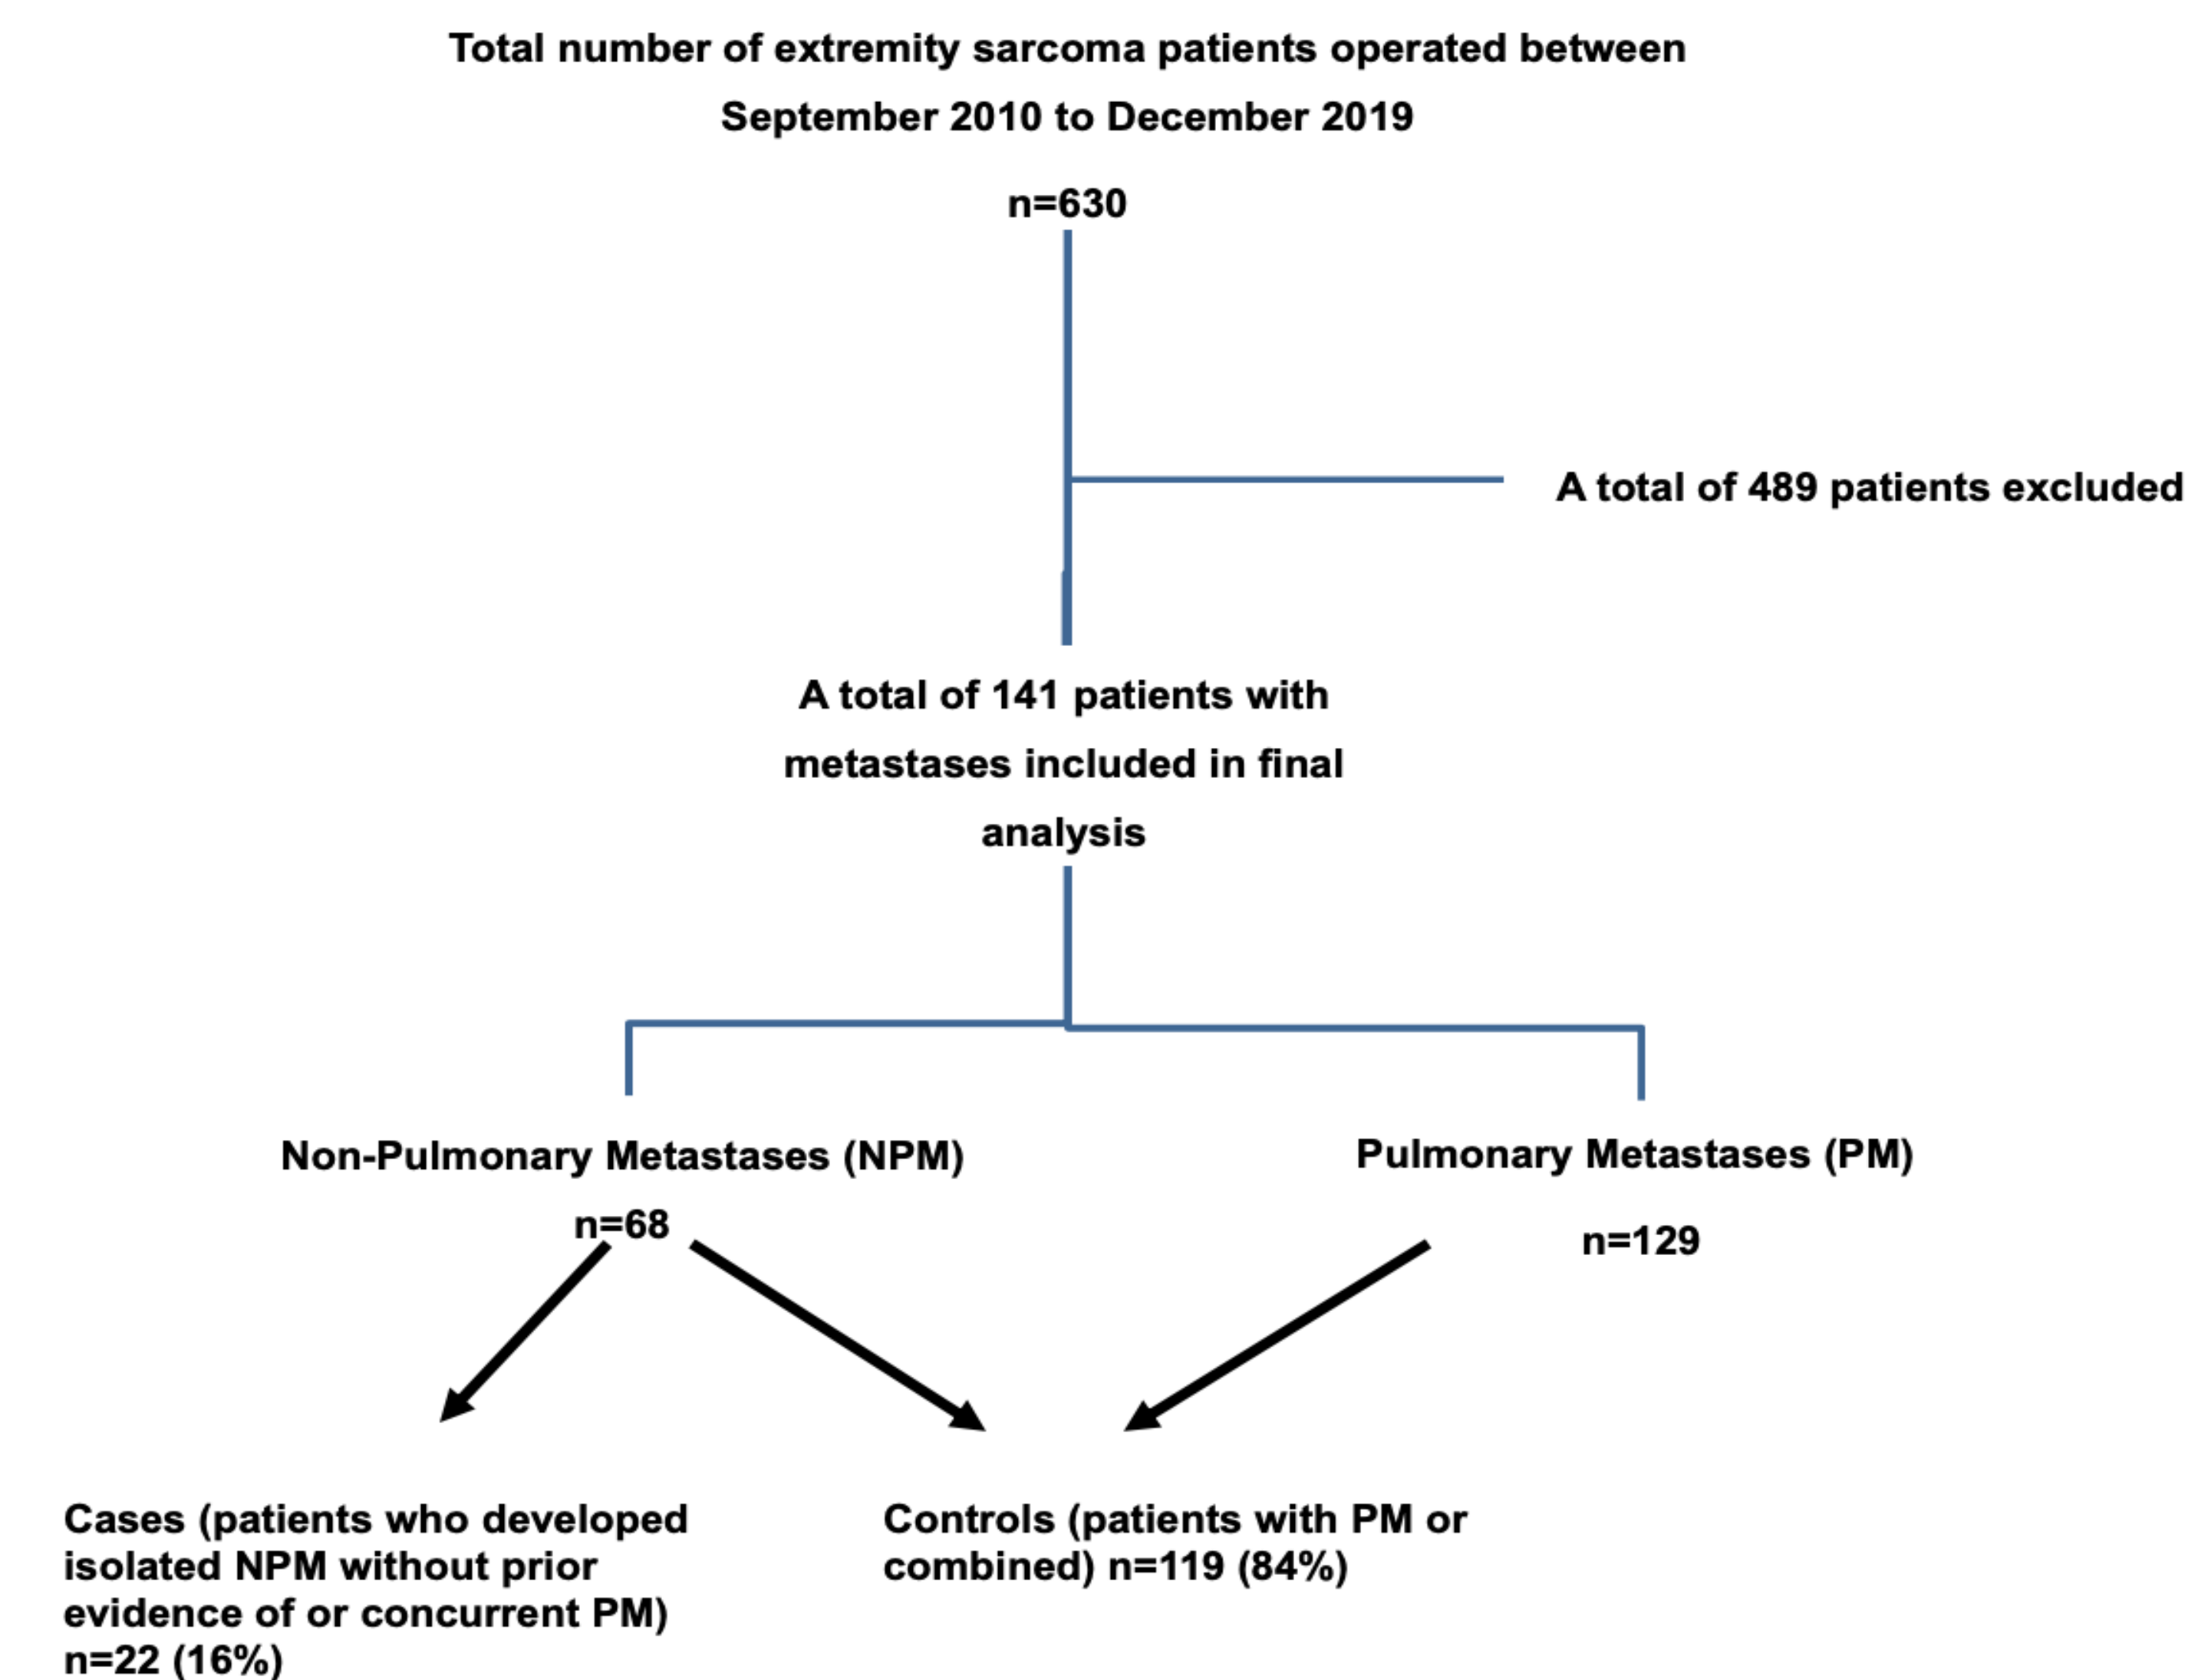 Total number of extremity sarcoma patients operated between
September 2010 to December 2019
n=630
A total of 489 patients excluded
A total of 141 patients with
metastases included in final
analysis
Non-Pulmonary Metastases (NPM)
n=68
Pulmonary Metastases (PM)
n=129
Cases (patients who developed
isolated NPM without prior
evidence of or concurrent PM)
n=22 (16%)
Controls (patients with PM or
combined) n=119 (84%)